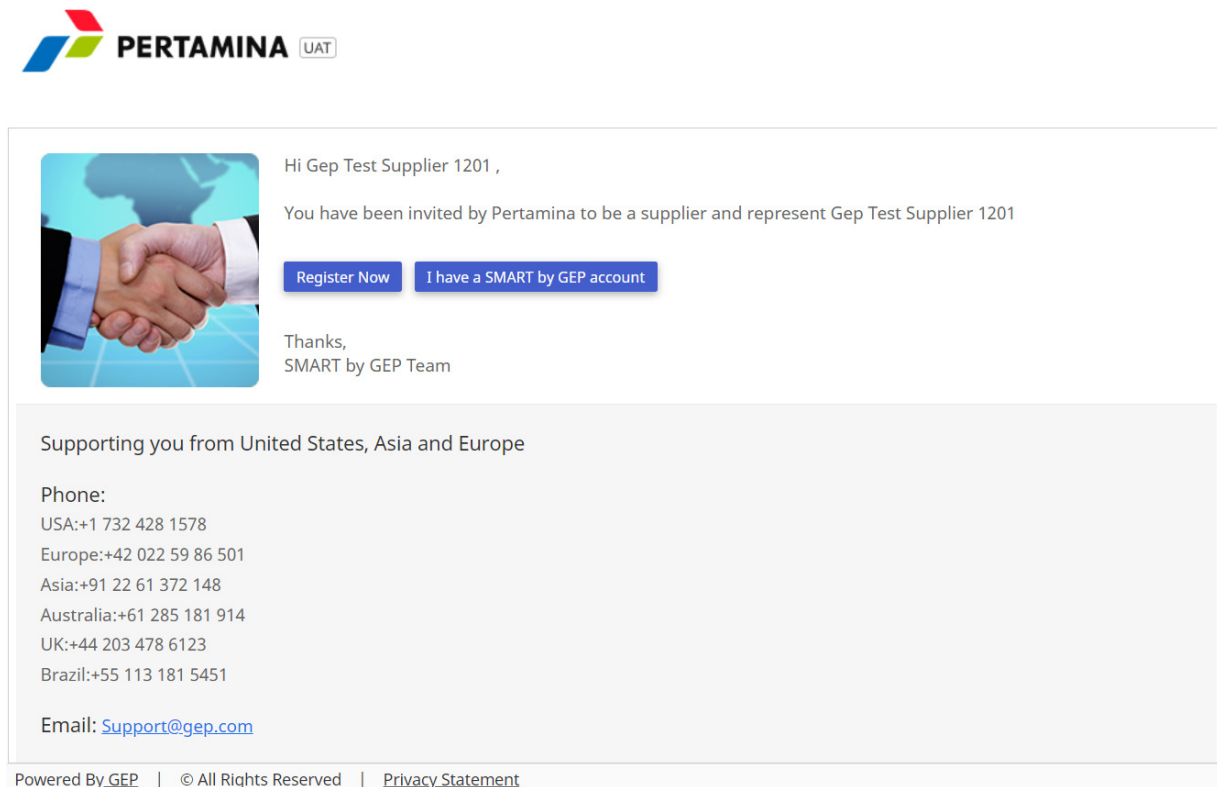 PERTAMINA UAT
Hi Gep Test Supplier 1201 ,
You have been invited by Pertamina to be a supplier and represent Gep Test Supplier 1201
Register Now I have a SMART by GEP account
Thanks,
SMART by GEP Team
Supporting you from United States, Asia and Europe
Phone:
USA:+1 732 428 1578
Europe:+42 022 59 86 501
Asia:+91 22 61 372 148
Australia:+61 285 181 914
UK:+44 203 478 6123
Brazil:+55 113 181 5451
Email: Support@gep.com
Powered By GEP | © All Rights Reserved | Privacy Statement